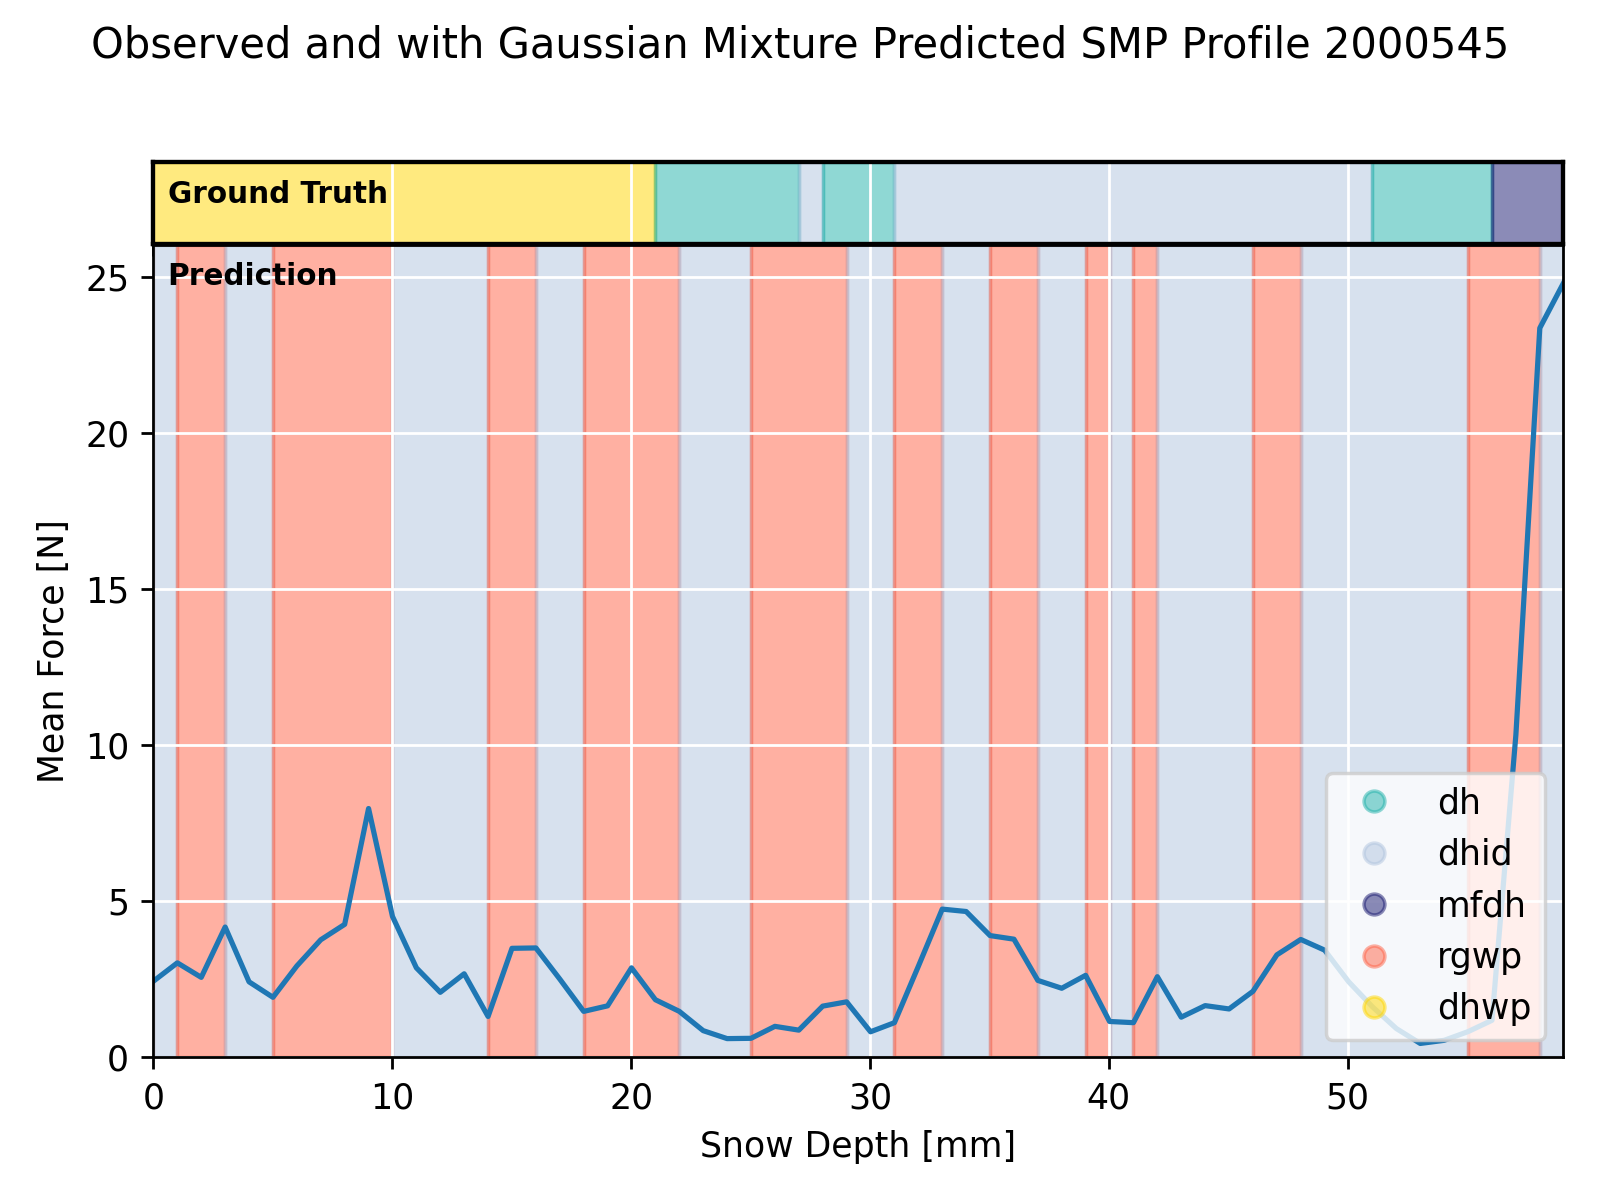 Observed and with Gaussian Mixture Predicted SMP Profile 2000545
Ground Truth
Prediction
25
20
15
10
5
0
Mean Force [N]
dh
dhid
mfdh
rgwp
dhwp
0 10 20 30 40 50
Snow Depth [mm]